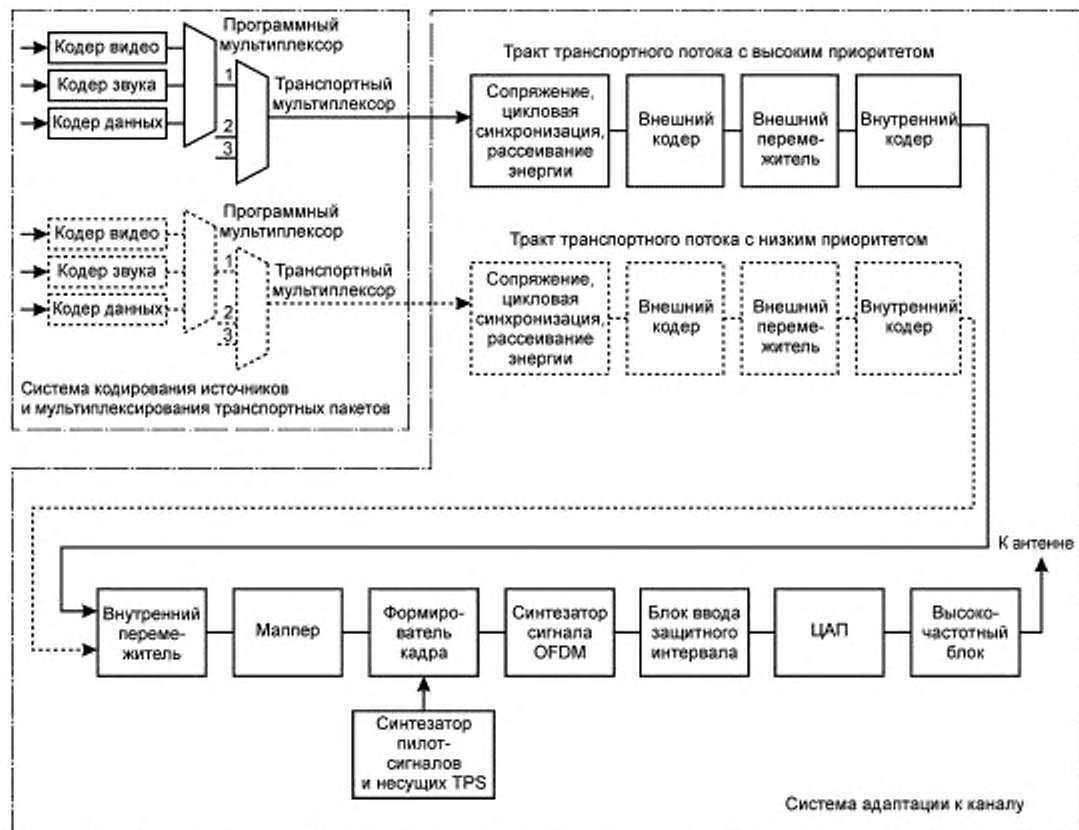 Программный
мультиплексор
Кодер видео
Кодер звука
Кодер данных
1
2
3
Транспортный
мультиплексор
Программный
мультиплексор
Кодер видео
Кодер звука
Кодер данных
1
2
3
Транспортный
мультиплексор
Система кодирования источников
и мультиплексирования транспортных пакетов
Тракт транспортного потока с высоким приоритетом
Сопряжение,
цикловая
синхронизация,
рассеивание
энергии
Внешний
кодер
Внешний
переме-
житель
Внутренний
кодер
Тракт транспортного потока с низким приоритетом
Сопряжение,
цикловая
синхронизация,
рассеивание
энергии
Внешний
кодер
Внешний
переме-
житель
Внутренний
кодер
К антенне
Внутренний
переме-
житель
Маппер
Формиро-
ватель
кадра
Синтезатор
сигнала
OFDM
Блок ввода
защитного
интервала
ЦАП
Высоко-
частотный
блок
Синтезатор
пилот-
сигналов
и несущих TPS
Система адаптации к каналу